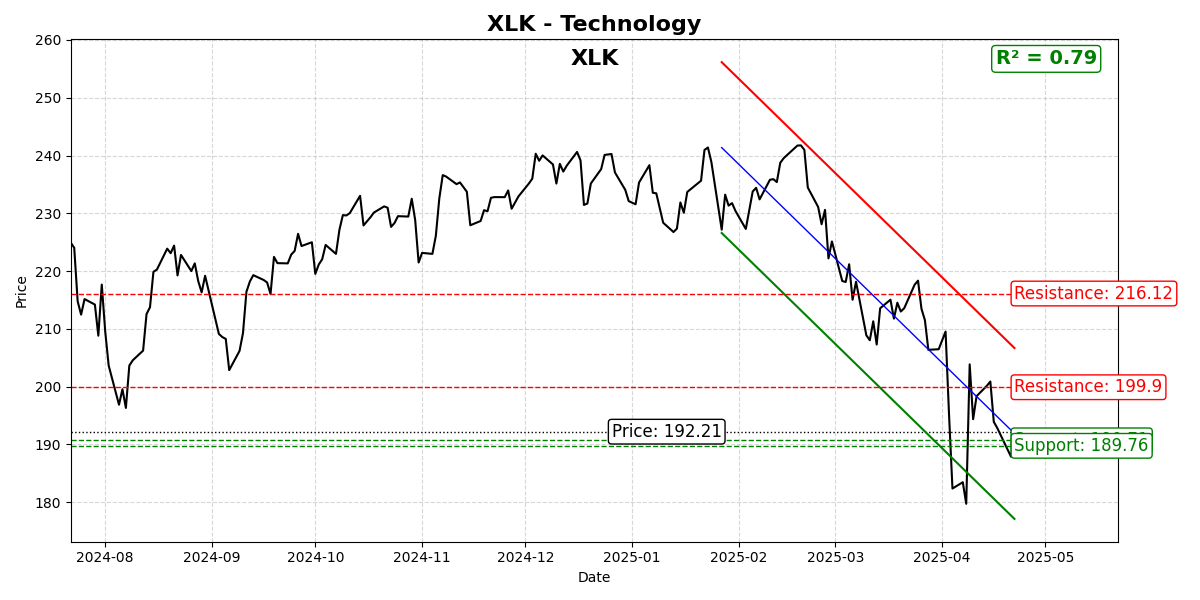 XLK - Technology
XLK
R² = 0.79
Price
260
250
240
230
220
210
200
190
180
Resistance: 216.12
Resistance: 199.9
Price: 192.21
Support: 189.76
2024-08
2024-09
2024-10
2024-11
2024-12
2025-01
2025-02
2025-03
2025-04
2025-05
Date